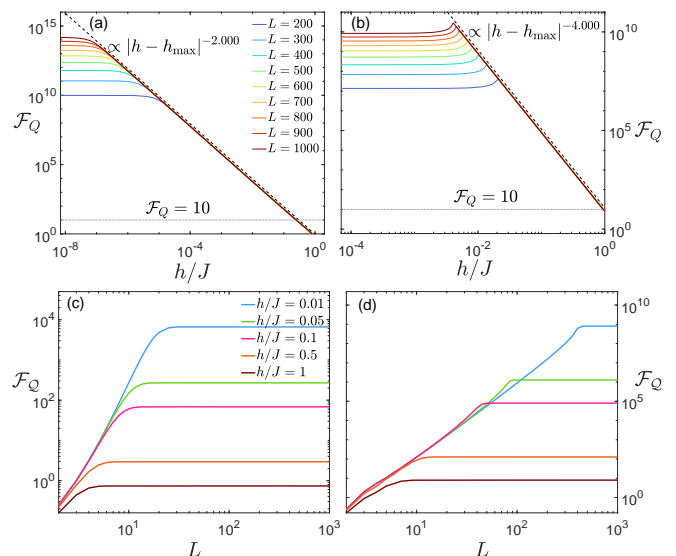 (a)
∝ |h − h_max|^−2.000
L = 200
L = 300
L = 400
L = 500
L = 600
L = 700
L = 800
L = 900
L = 1000
10^15
10^10
10^5
10^0
F_Q
F_Q = 10
10^−8
10^−4
10^0
h/J
(b)
∝ |h − h_max|^−4.000
10^10
10^5
10^0
F_Q
F_Q = 10
10^−4
10^−2
10^0
h/J
(c)
h/J = 0.01
h/J = 0.05
h/J = 0.1
h/J = 0.5
h/J = 1
10^4
10^2
10^0
F_Q
10^1
10^2
10^3
L
(d)
10^10
10^5
10^0
F_Q
10^1
10^2
10^3
L